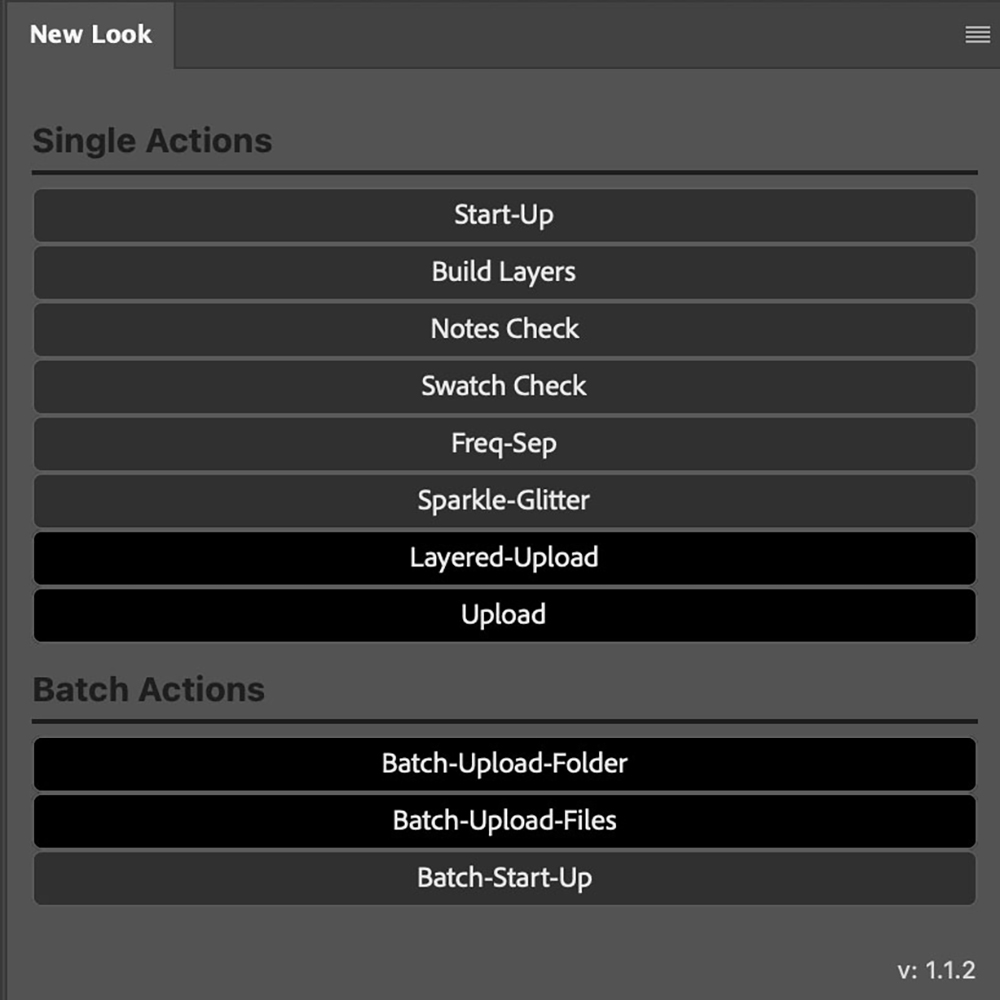 New Look
Single Actions
Start-Up
Build Layers
Notes Check
Swatch Check
Freq-Sep
Sparkle-Glitter
Layered-Upload
Upload
Batch Actions
Batch-Upload-Folder
Batch-Upload-Files
Batch-Start-Up
v: 1.1.2